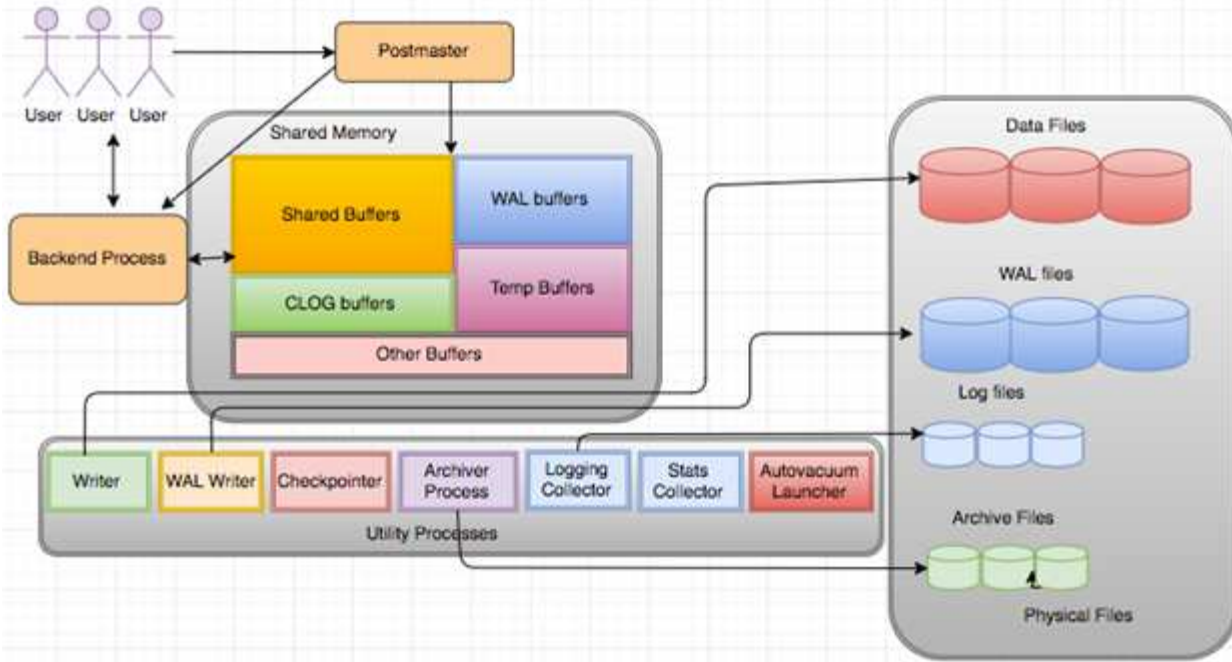 Postmaster
User
User
User
Shared Memory
Shared Buffers
WAL buffers
Backend Process
CLOG buffers
Temp Buffers
Other Buffers
Writer
WAL Writer
Checkpointer
Archiver
Process
Logging
Collector
Stats
Collector
Autovacuum
Launcher
Utility Processes
Data Files
WAL files
Log files
Archive Files
Physical Files